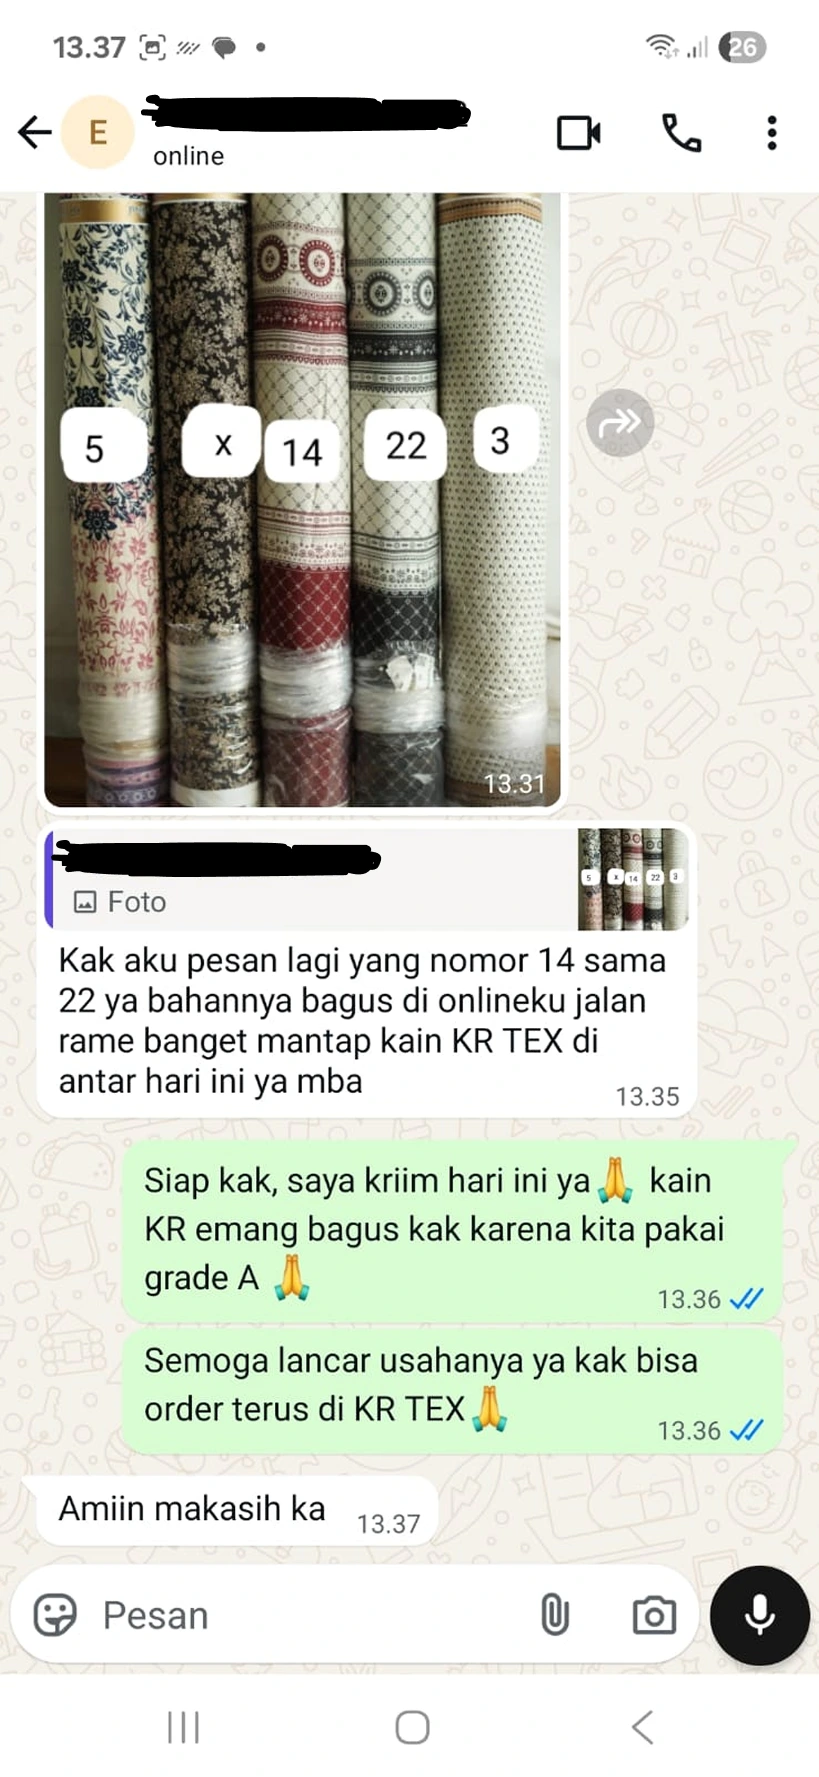 13.37
26
E
online
5
x
14
22
3
13.31
Foto
5
x
14
22
3
Kak aku pesan lagi yang nomor 14 sama
22 ya bahannya bagus di onlineku jalan
rame banget mantap kain KR TEX di
antar hari ini ya mba
13.35
Siap kak, saya kriim hari ini ya🙏 kain
KR emang bagus kak karena kita pakai
grade A 🙏
13.36
Semoga lancar usahanya ya kak bisa
order terus di KR TEX🙏
13.36
Amiin makasih ka
13.37
Pesan